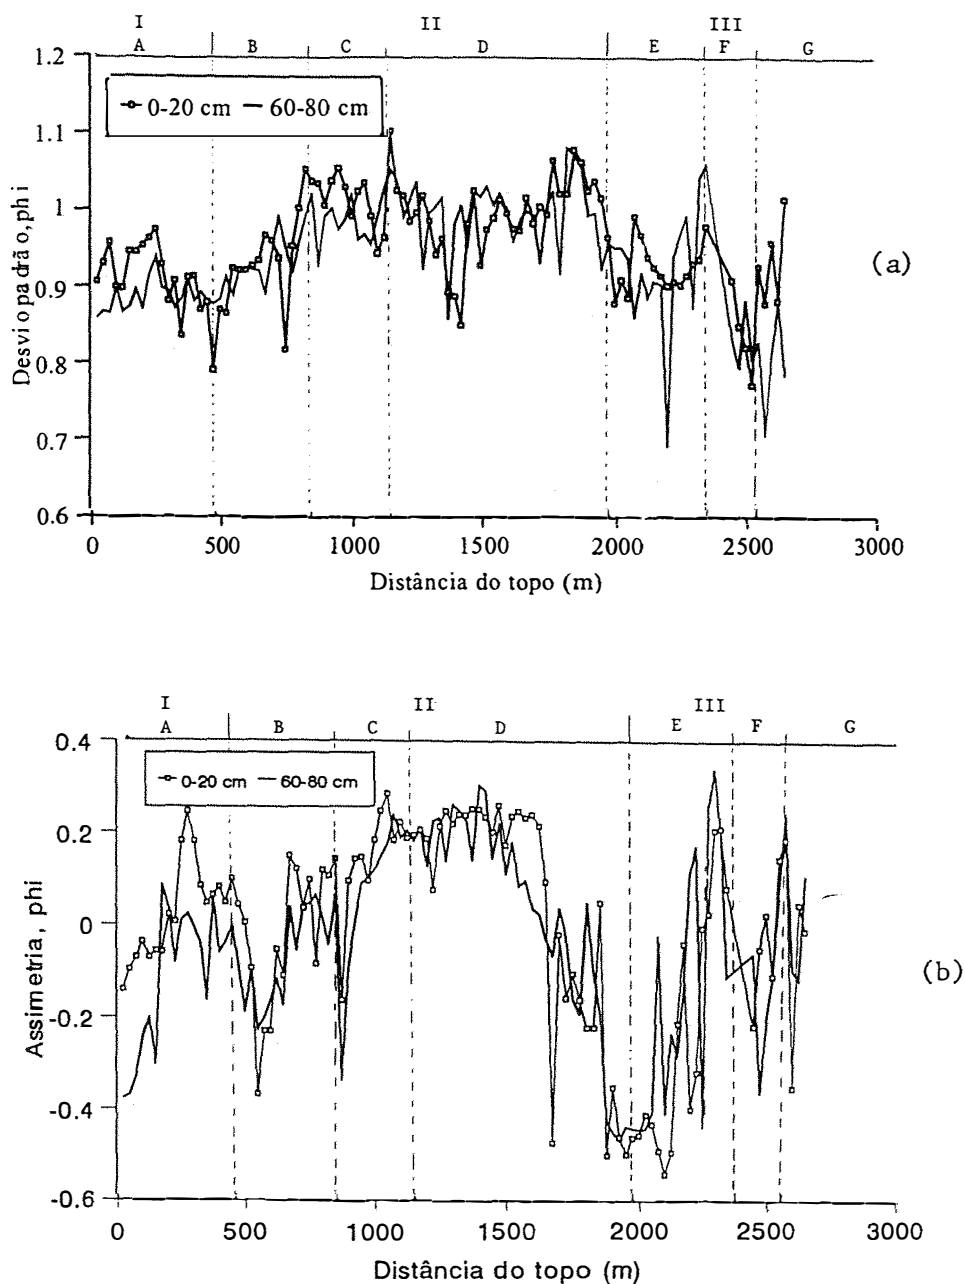 I II III
A B C D E F G
1.2
0-20 cm 60-80 cm
1.1
1
0.9
0.8
0.7
0.6
Desvio padrão, phi
0 500 1000 1500 2000 2500 3000
Distância do topo (m)
(a)
I II III
A B C D E F G
0.4
0-20 cm 60-80 cm
0.2
0
-0.2
-0.4
-0.6
Assimetria, phi
0 500 1000 1500 2000 2500 3000
Distância do topo (m)
(b)